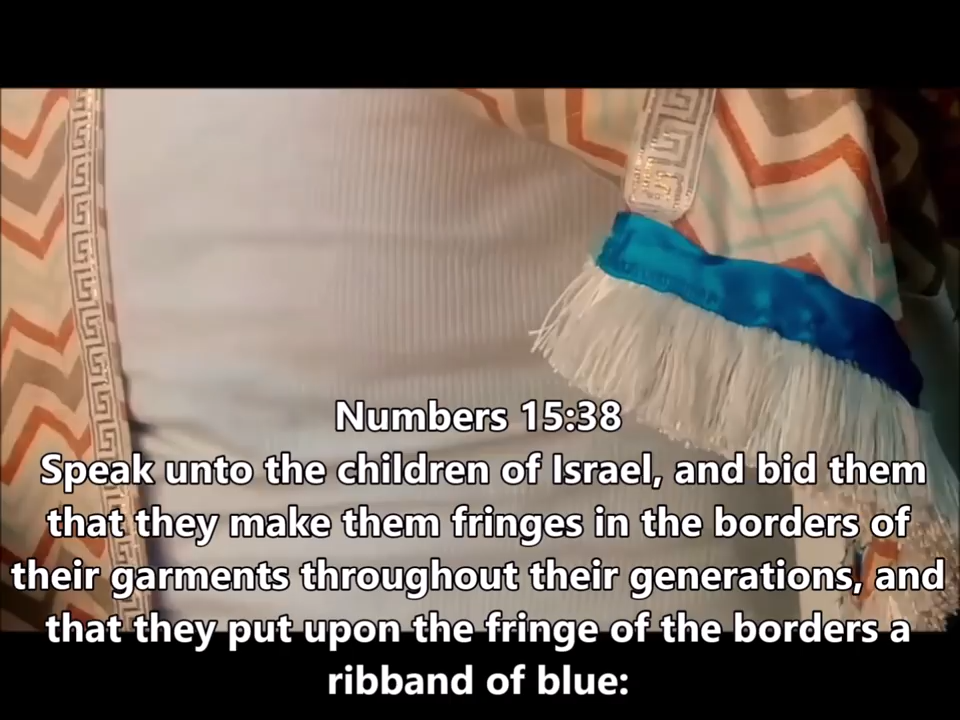 Numbers 15:38
Speak unto the children of Israel, and bid them
that they make them fringes in the borders of
their garments throughout their generations, and
that they put upon the fringe of the borders a
ribband of blue: